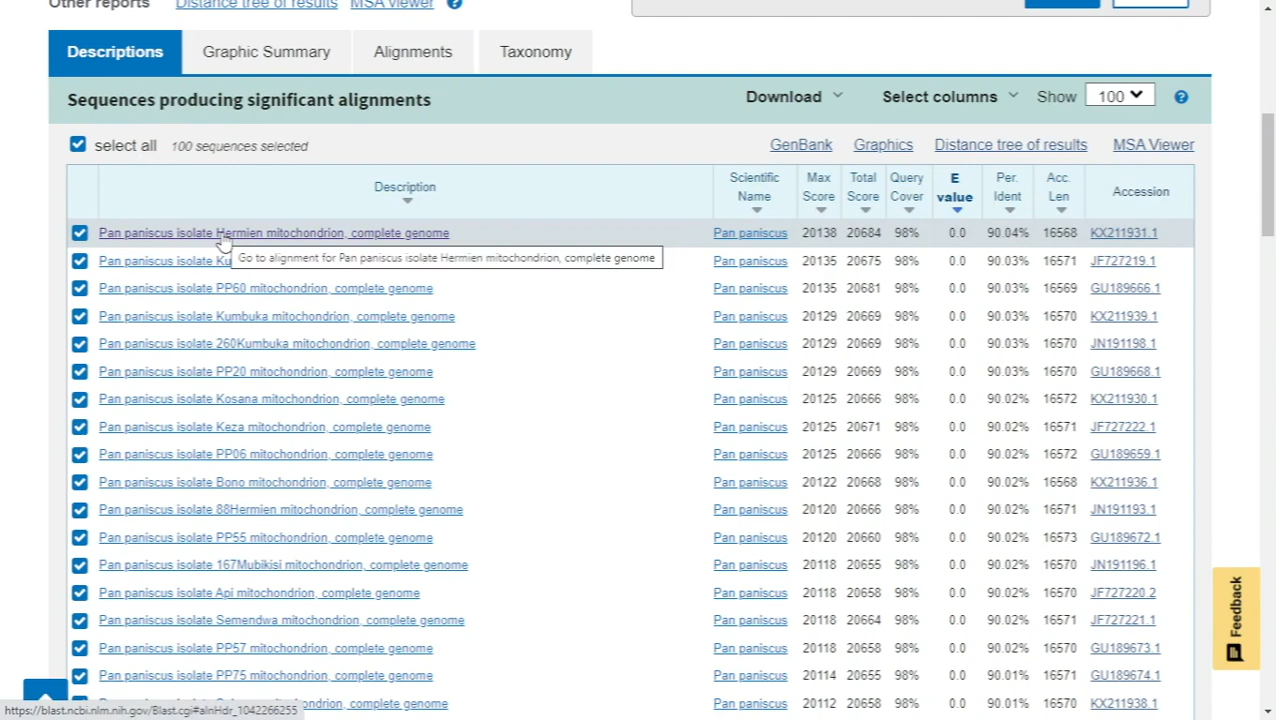 Other reports Distance tree of results MSA viewer ?
Descriptions Graphic Summary Alignments Taxonomy
Sequences producing significant alignments Download Select columns Show 100 ?
select all 100 sequences selected GenBank Graphics Distance tree of results MSA Viewer
Description Scientific Name Max Score Total Score Query Cover E value Per. Ident Acc. Len Accession
Pan paniscus isolate Hermien mitochondrion, complete genome Pan paniscus 20138 20684 98% 0.0 90.04% 16568 KX211931.1
Go to alignment for Pan paniscus isolate Hermien mitochondrion, complete genome
Pan paniscus isolate Ku Pan paniscus 20135 20675 98% 0.0 90.03% 16571 JF727219.1
Pan paniscus isolate PP60 mitochondrion, complete genome Pan paniscus 20135 20681 98% 0.0 90.03% 16569 GU189666.1
Pan paniscus isolate Kumbuka mitochondrion, complete genome Pan paniscus 20129 20669 98% 0.0 90.03% 16570 KX211939.1
Pan paniscus isolate 260Kumbuka mitochondrion, complete genome Pan paniscus 20129 20669 98% 0.0 90.03% 16570 JN191198.1
Pan paniscus isolate PP20 mitochondrion, complete genome Pan paniscus 20129 20669 98% 0.0 90.03% 16570 GU189668.1
Pan paniscus isolate Kosana mitochondrion, complete genome Pan paniscus 20125 20666 98% 0.0 90.02% 16572 KX211930.1
Pan paniscus isolate Keza mitochondrion, complete genome Pan paniscus 20125 20671 98% 0.0 90.02% 16571 JF727222.1
Pan paniscus isolate PP06 mitochondrion, complete genome Pan paniscus 20125 20666 98% 0.0 90.02% 16572 GU189659.1
Pan paniscus isolate Bono mitochondrion, complete genome Pan paniscus 20122 20668 98% 0.0 90.02% 16568 KX211936.1
Pan paniscus isolate 88Hermien mitochondrion, complete genome Pan paniscus 20120 20666 98% 0.0 90.02% 16571 JN191193.1
Pan paniscus isolate PP55 mitochondrion, complete genome Pan paniscus 20120 20660 98% 0.0 90.02% 16573 GU189672.1
Pan paniscus isolate 167Mubikisi mitochondrion, complete genome Pan paniscus 20118 20655 98% 0.0 90.02% 16570 JN191196.1
Pan paniscus isolate Api mitochondrion, complete genome Pan paniscus 20118 20658 98% 0.0 90.02% 16570 JF727220.2
Pan paniscus isolate Semendwa mitochondrion, complete genome Pan paniscus 20118 20664 98% 0.0 90.02% 16571 JF727221.1
Pan paniscus isolate PP57 mitochondrion, complete genome Pan paniscus 20118 20658 98% 0.0 90.02% 16570 GU189673.1
Pan paniscus isolate PP75 mitochondrion, complete genome Pan paniscus 20114 20655 98% 0.0 90.01% 16571 GU189674.1
mitochondrion, complete genome Pan paniscus 20112 20658 98% 0.0 90.01% 16570 KX211938.1
Feedback
https://blast.ncbi.nlm.nih.gov/Blast.cgi#alnHdr_1042266255